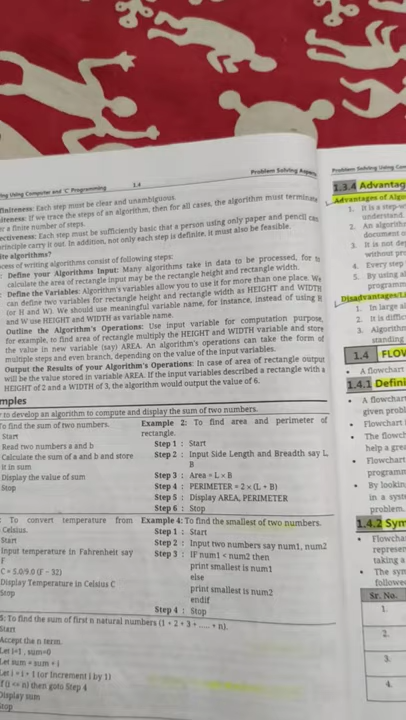 ing Using Computer and 'C' Programming 1.4 Problem Solving Aspects
finiteness: Each step must be clear and unambiguous.
iteness: If we trace the steps of an algorithm, then for all cases, the algorithm must terminate
er a finite number of steps.
ectiveness: Each step must be sufficiently basic that a person using only paper and pencil can
principle carry it out. In addition, not only each step is definite, it must also be feasible.
ite algorithms?
ocess of writing algorithms consist of following steps:
: Define your Algorithms Input: Many algorithms take in data to be processed, for to
calculate the area of rectangle input may be the rectangle height and rectangle width.
: Define the Variables: Algorithm's variables allow you to use it for more than one place. We
can define two variables for rectangle height and rectangle width as HEIGHT and WIDTH
(or H and W). We should use meaningful variable name, for instance, instead of using H
and W use HEIGHT and WIDTH as variable name.
Outline the Algorithm's Operations: Use input variable for computation purpose,
for example, to find area of rectangle multiply the HEIGHT and WIDTH variable and store
the value in new variable (say) AREA. An algorithm's operations can take the form of
multiple steps and even branch, depending on the value of the input variables.
Output the Results of your Algorithm's Operations: In case of area of rectangle output
will be the value stored in variable AREA. If the input variables described a rectangle with a
HEIGHT of 2 and a WIDTH of 3, the algorithm would output the value of 6.
mples
to develop an algorithm to compute and display the sum of two numbers.
To find the sum of two numbers.
Start
Read two numbers a and b
Calculate the sum of a and b and store
it in sum
Display the value of sum
Stop
Example 2: To find area and perimeter of
rectangle.
Step 1 : Start
Step 2 : Input Side Length and Breadth say L,
B
Step 3 : Area = L × B
Step 4 : PERIMETER = 2 × (L + B)
Step 5 : Display AREA, PERIMETER
Step 6 : Stop
: To convert temperature from
Celsius.
Start
Input temperature in Fahrenheit say
F
C = 5.0/9.0 (F − 32)
Display Temperature in Celsius C
Stop
Example 4: To find the smallest of two numbers.
Step 1 : Start
Step 2 : Input two numbers say num1, num2
Step 3 : IF num1 < num2 then
print smallest is num1
else
print smallest is num2
endif
Step 4 : Stop
5: To find the sum of first n natural numbers (1 + 2 + 3 + ..... + n).
Start
Accept the n term.
Let i=1 , sum=0
Let sum = sum + i
Let i = i + 1 (or Increment i by 1)
if (i <= n) then goto Step 4
Display sum
Stop
Problem Solving Using Com
1.3.4 Advantag
Advantages of Algo
1. It is a step-w
understand.
2. An algorithm
document o
3. It is not de
without pr
4. Every step
5. By using al
programm
Disadvantages/Li
1. In large al
2. It is diffic
3. Algorithm
standing
1.4 FLOW
• A flowchart
1.4.1 Defini
• A flowchart
given probl
• Flowchart i
• The flowch
help a grea
• Flowchart
program
• By lookin
in a syste
problem.
1.4.2 Sym
• Flowcha
represen
taking a
• The sym
followe
Sr. No.
1.
2.
3.
4.